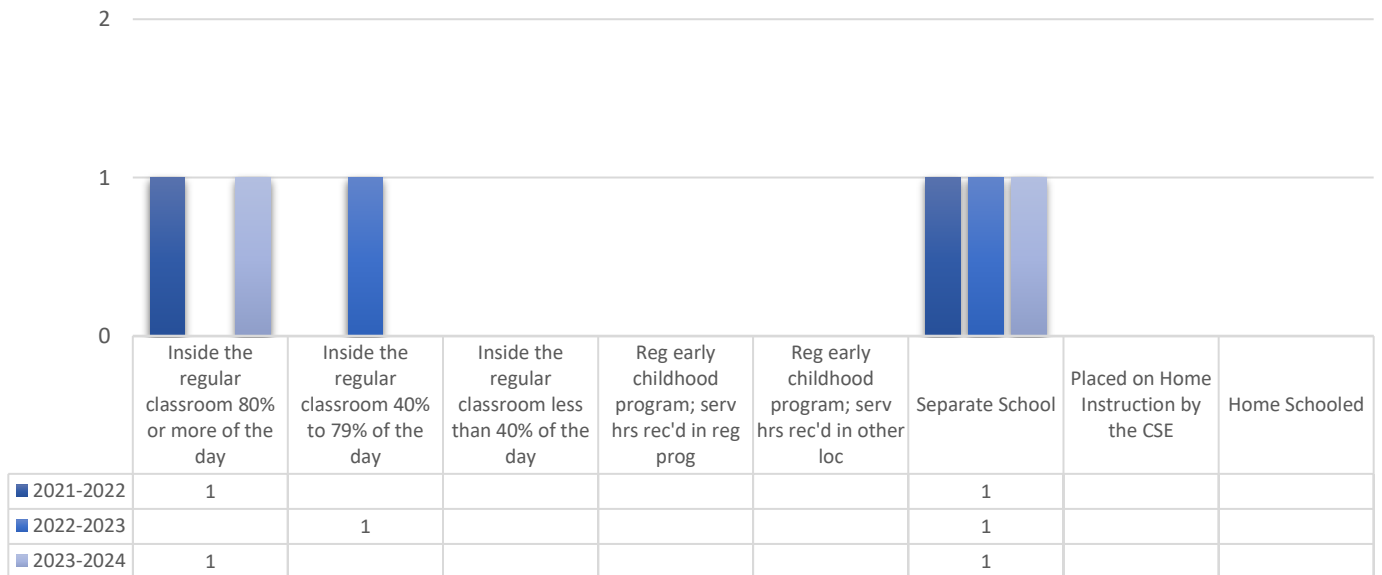 2
1
0
Inside the
regular
classroom 80%
or more of the
day
Inside the
regular
classroom 40%
to 79% of the
day
Inside the
regular
classroom less
than 40% of the
day
Reg early
childhood
program; serv
hrs rec'd in reg
prog
Reg early
childhood
program; serv
hrs rec'd in other
loc
Separate School
Placed on Home
Instruction by
the CSE
Home Schooled
2021-2022 1 1
2022-2023 1 1
2023-2024 1 1